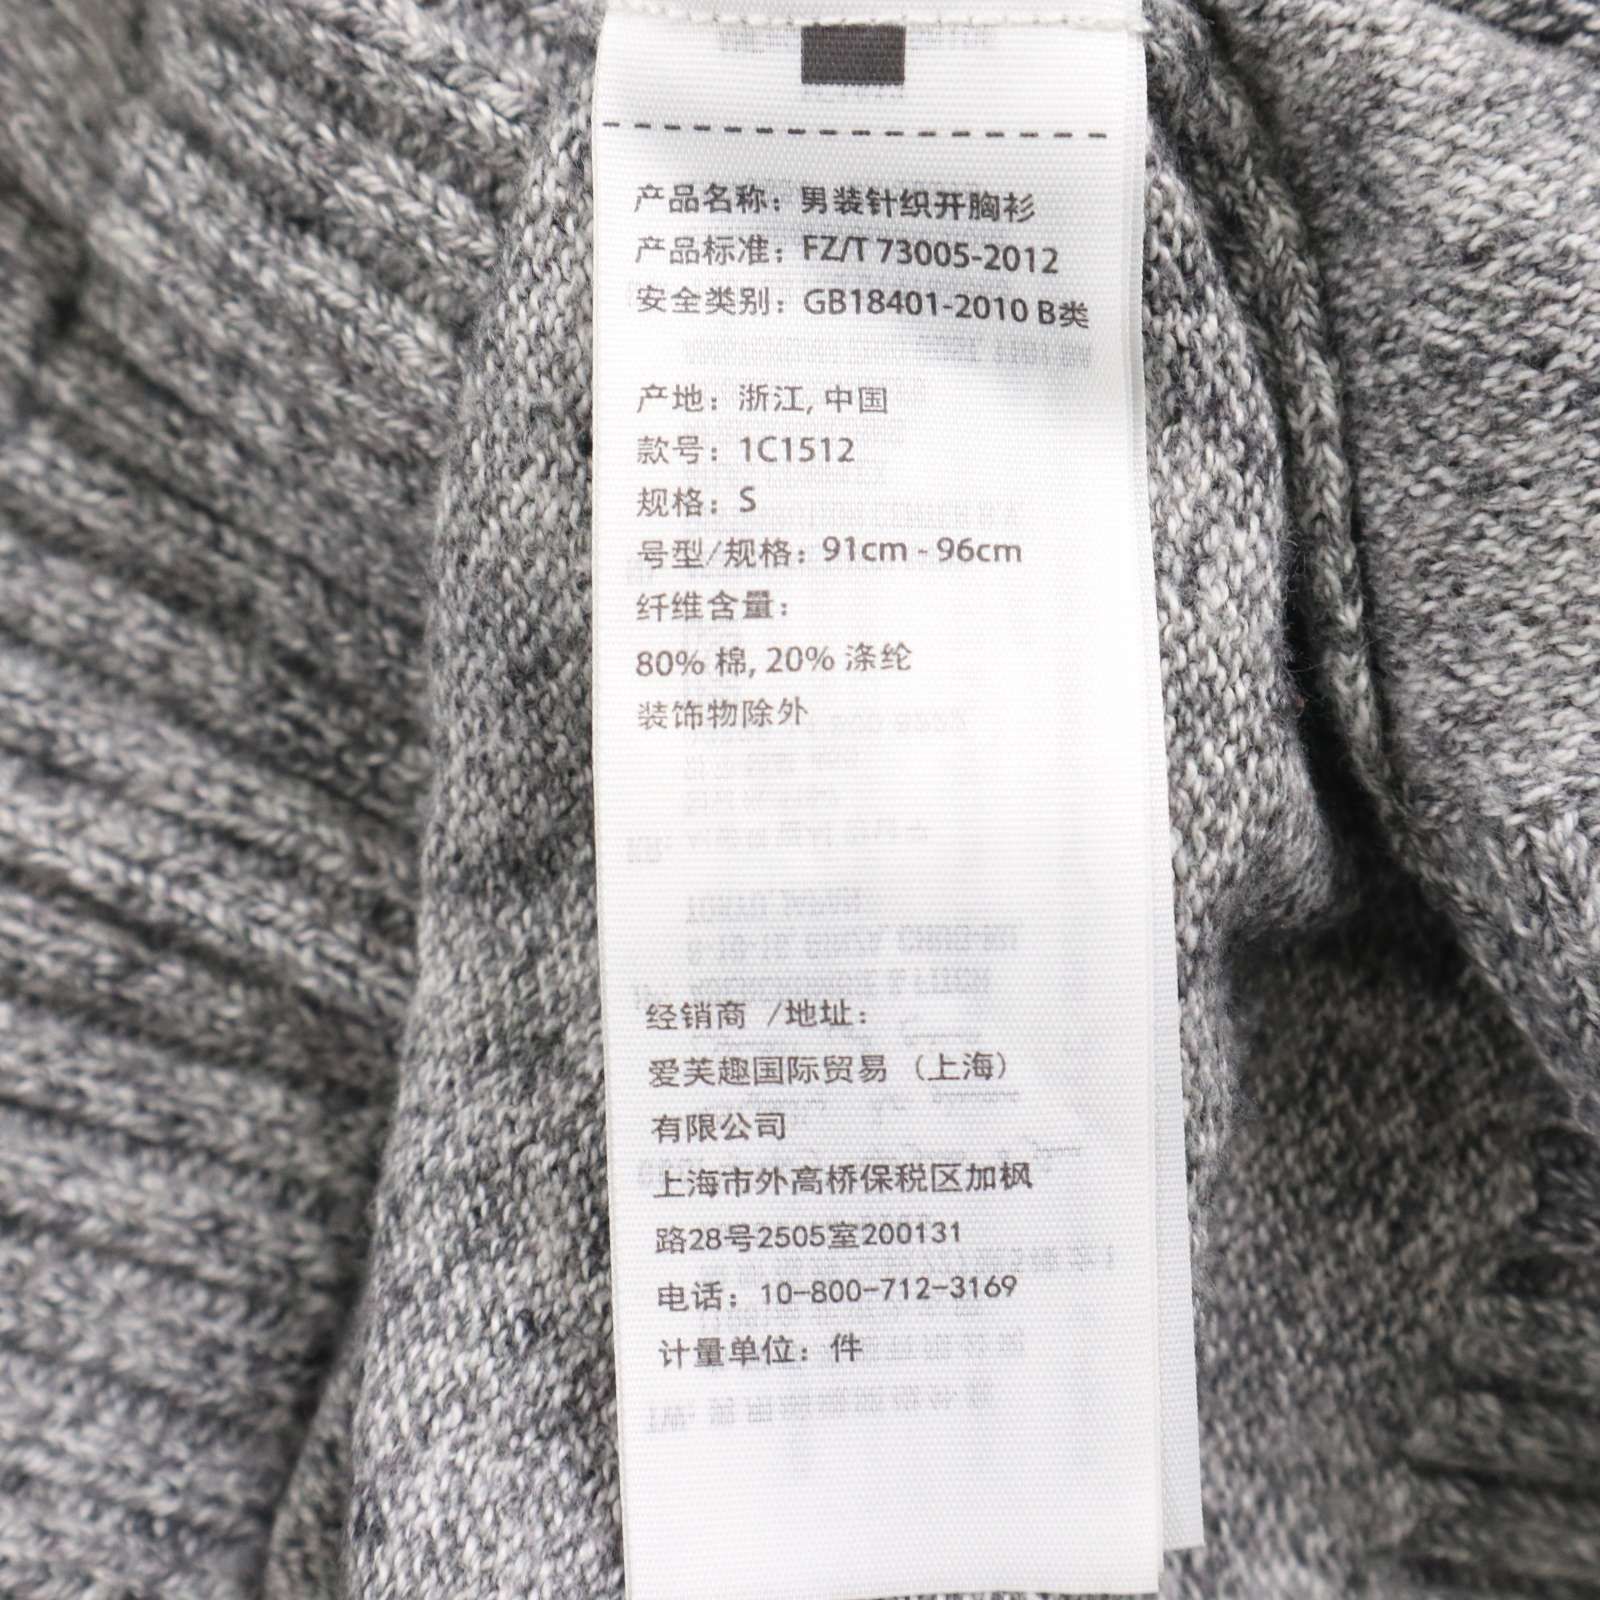 产品名称：男装针织开胸衫
产品标准：FZ/T 73005-2012
安全类别：GB18401-2010 B类
产地：浙江, 中国
款号：1C1512
规格：S
号型/规格：91cm - 96cm
纤维含量：
80% 棉, 20% 涤纶
装饰物除外
经销商 /地址：
爱芙趣国际贸易（上海）
有限公司
上海市外高桥保税区加枫
路28号2505室200131
电话：10-800-712-3169
计量单位：件